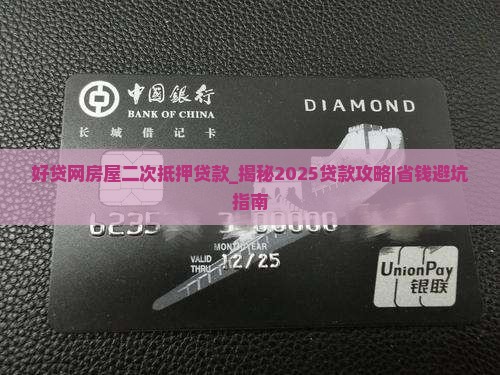 中國銀行
BANK OF CHINA
DIAMOND
长城借记卡
好贷网房屋二次抵押贷款_揭秘2025贷款攻略|省钱避坑
指南
6235
MONTH/YEAR
VALID
THRU
12/25
UnionPay
银联